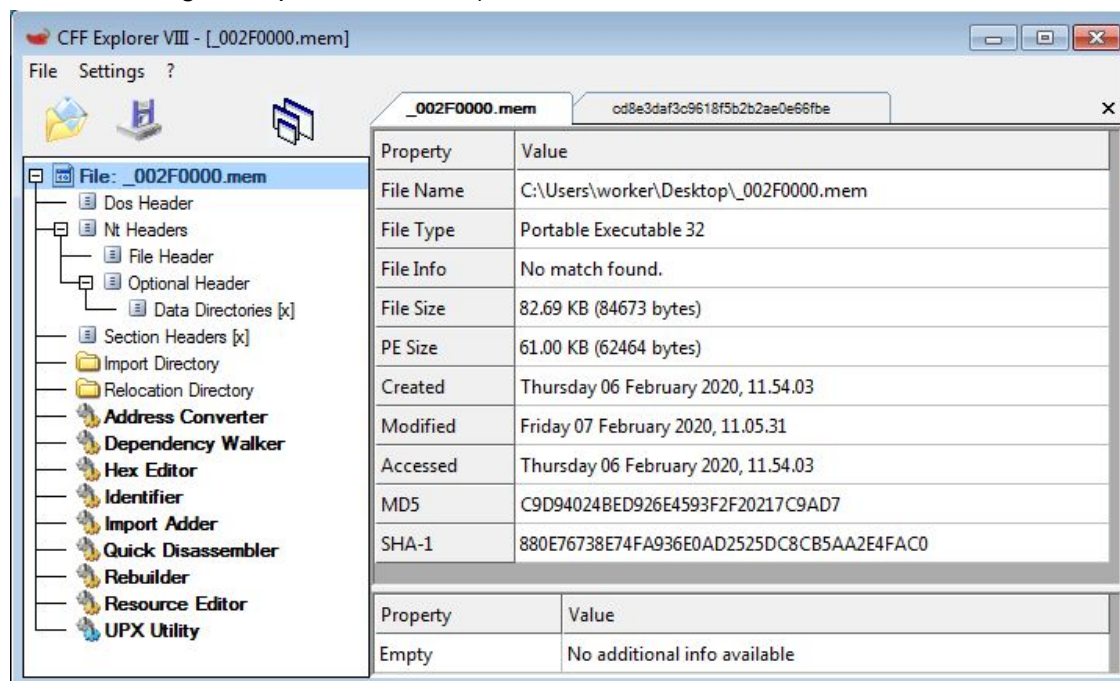 CFF Explorer VIII - [_002F0000.mem]
File Settings ?
_002F0000.mem cd8e3daf3c9618f5b2b2ae0e66fbe
File: _002F0000.mem
Dos Header
Nt Headers
File Header
Optional Header
Data Directories [x]
Section Headers [x]
Import Directory
Relocation Directory
Address Converter
Dependency Walker
Hex Editor
Identifier
Import Adder
Quick Disassembler
Rebuilder
Resource Editor
UPX Utility
Property Value
File Name C:\Users\worker\Desktop\_002F0000.mem
File Type Portable Executable 32
File Info No match found.
File Size 82.69 KB (84673 bytes)
PE Size 61.00 KB (62464 bytes)
Created Thursday 06 February 2020, 11.54.03
Modified Friday 07 February 2020, 11.05.31
Accessed Thursday 06 February 2020, 11.54.03
MD5 C9D94024BED926E4593F2F20217C9AD7
SHA-1 880E76738E74FA936E0AD2525DC8CB5AA2E4FAC0
Property Value
Empty No additional info available